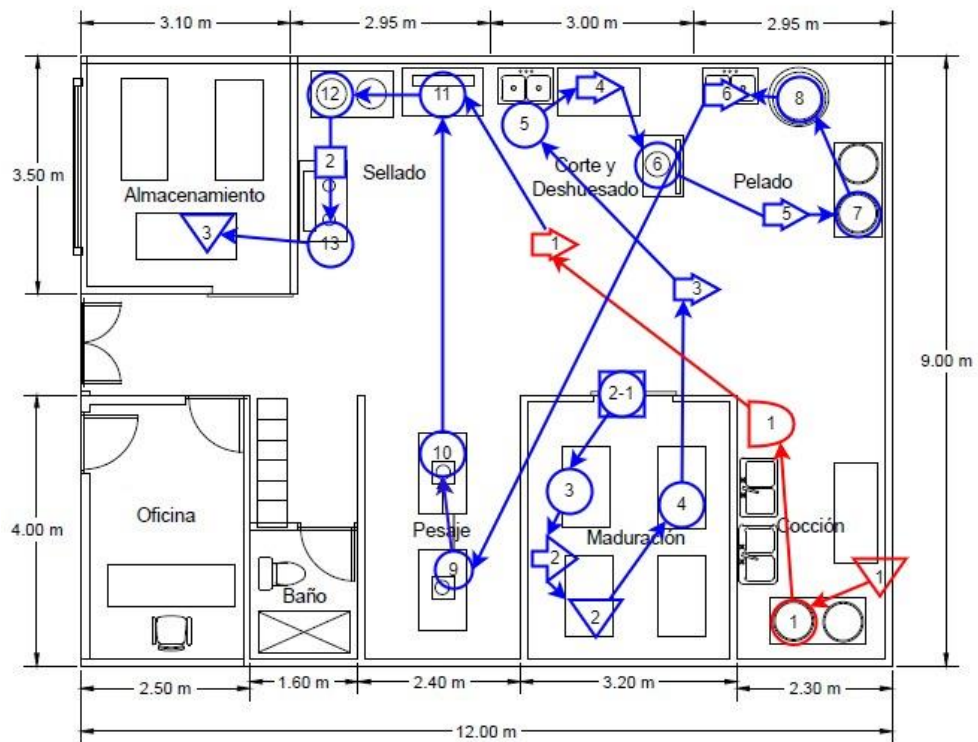 3.10 m
2.95 m
3.00 m
2.95 m
12
11
5
4
6
8
2
Sellado
Corte y
Deshuesado
6
Pelado
3.50 m
Almacenamiento
3
13
1
5
7
3
9.00 m
2-1
1
10
3
4
4.00 m
Oficina
Pesaje
Maduración
Cocción
2
9
1
Baño
2
1
2.50 m
1.60 m
2.40 m
3.20 m
2.30 m
12.00 m